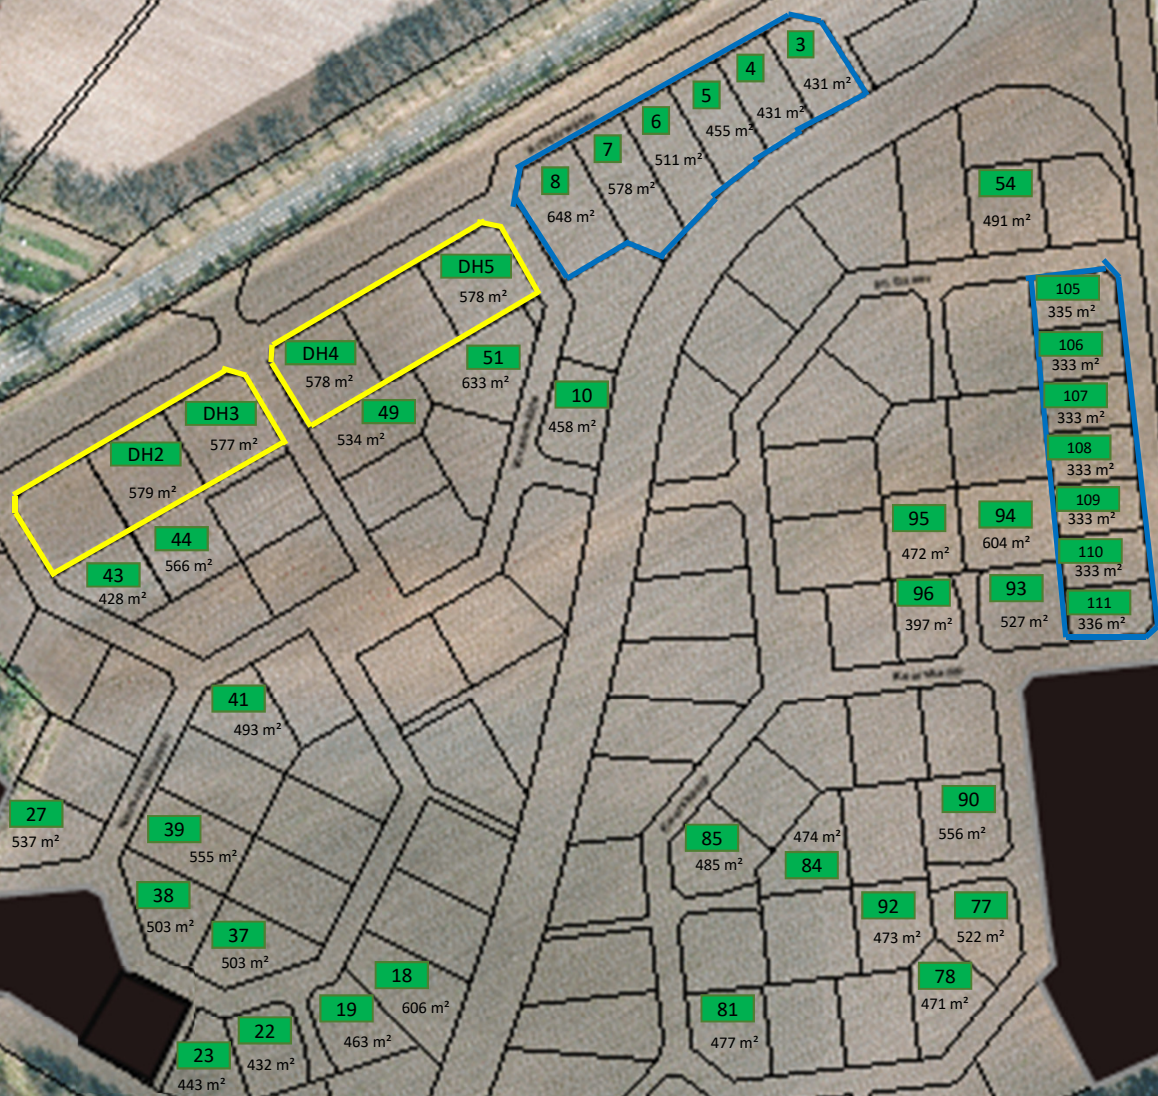 3
431 m²
4
431 m²
5
455 m²
6
511 m²
7
578 m²
8
648 m²
54
491 m²
DH5
578 m²
DH4
578 m²
51
633 m²
49
534 m²
10
458 m²
DH3
577 m²
DH2
579 m²
44
566 m²
43
428 m²
105
335 m²
106
333 m²
107
333 m²
108
333 m²
109
333 m²
110
333 m²
111
336 m²
95
472 m²
94
604 m²
96
397 m²
93
527 m²
41
493 m²
27
537 m²
39
555 m²
38
503 m²
37
503 m²
18
606 m²
19
463 m²
22
432 m²
23
443 m²
90
556 m²
85
485 m²
474 m²
84
92
473 m²
77
522 m²
78
471 m²
81
477 m²